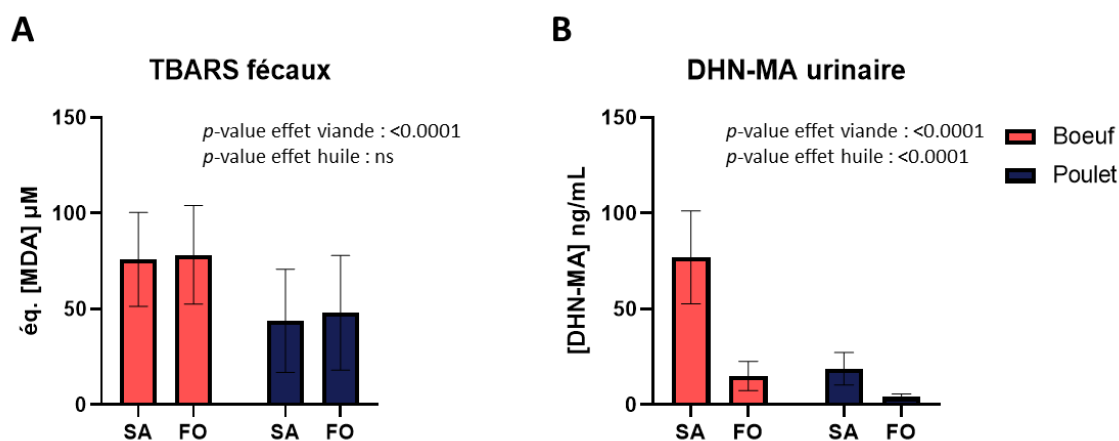 A
TBARS fécaux
p-value effet viande : <0.0001
p-value effet huile : ns
éq. [MDA] µM
150
100
50
0
SA FO SA FO
B
DHN-MA urinaire
p-value effet viande : <0.0001
p-value effet huile : <0.0001
[DHN-MA] ng/mL
150
100
50
0
SA FO SA FO
Boeuf
Poulet